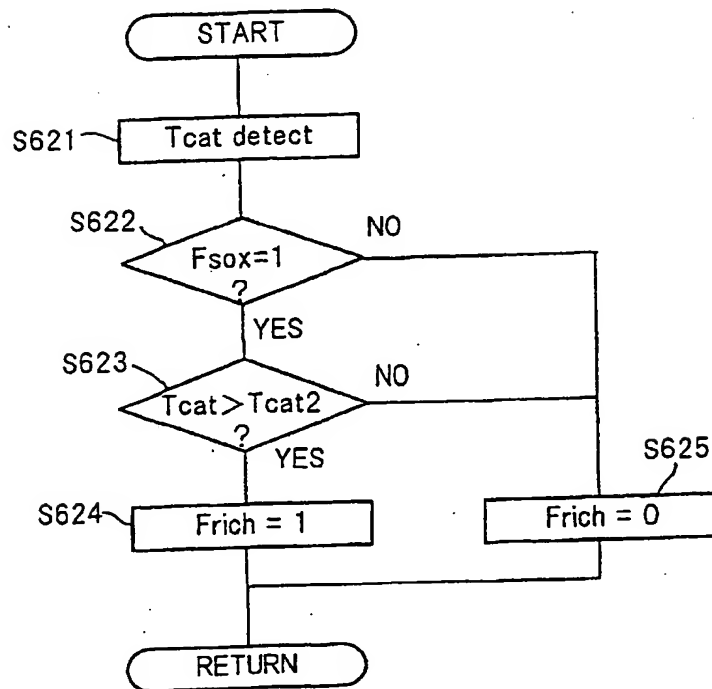 START
S621
Tcat detect
S622
Fsox=1
?
NO
YES
S623
Tcat>Tcat2
?
NO
YES
S624
Frich = 1
S625
Frich = 0
RETURN